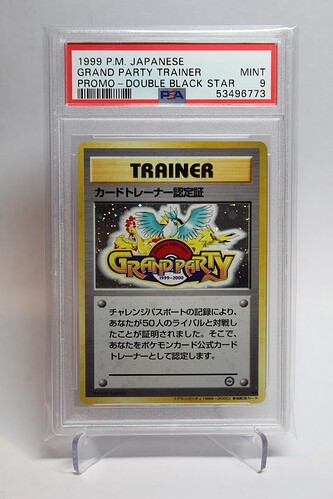 1999 P.M. JAPANESE
GRAND PARTY TRAINER MINT
PROMO-DOUBLE BLACK STAR 9
PSA 53496773
TRAINER
カードトレーナー認定証
GRAND PARTY
1999-2000
チャレンジパスポートの記録により、
あなたが50人のライバルと対戦し
たことが証明されました。そこで、
あなたをポケモンカード公式カード
トレーナーとして認定します。